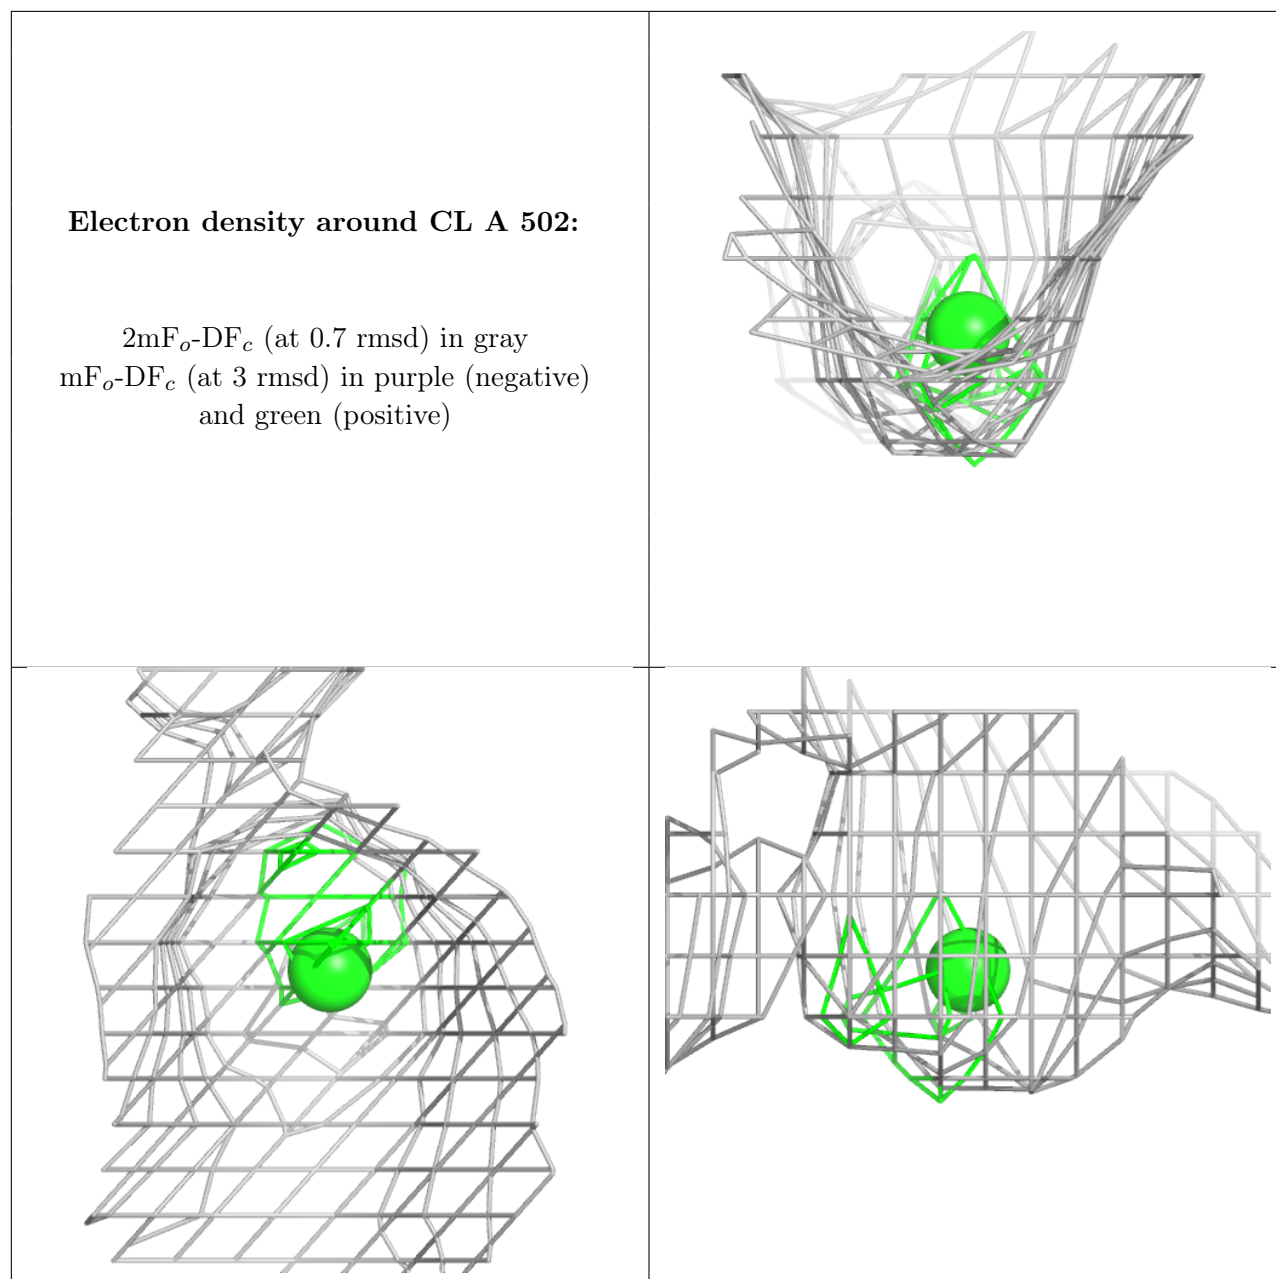 Electron density around CL A 502:
2mFo-DFc (at 0.7 rmsd) in gray
mFo-DFc (at 3 rmsd) in purple (negative)
and green (positive)